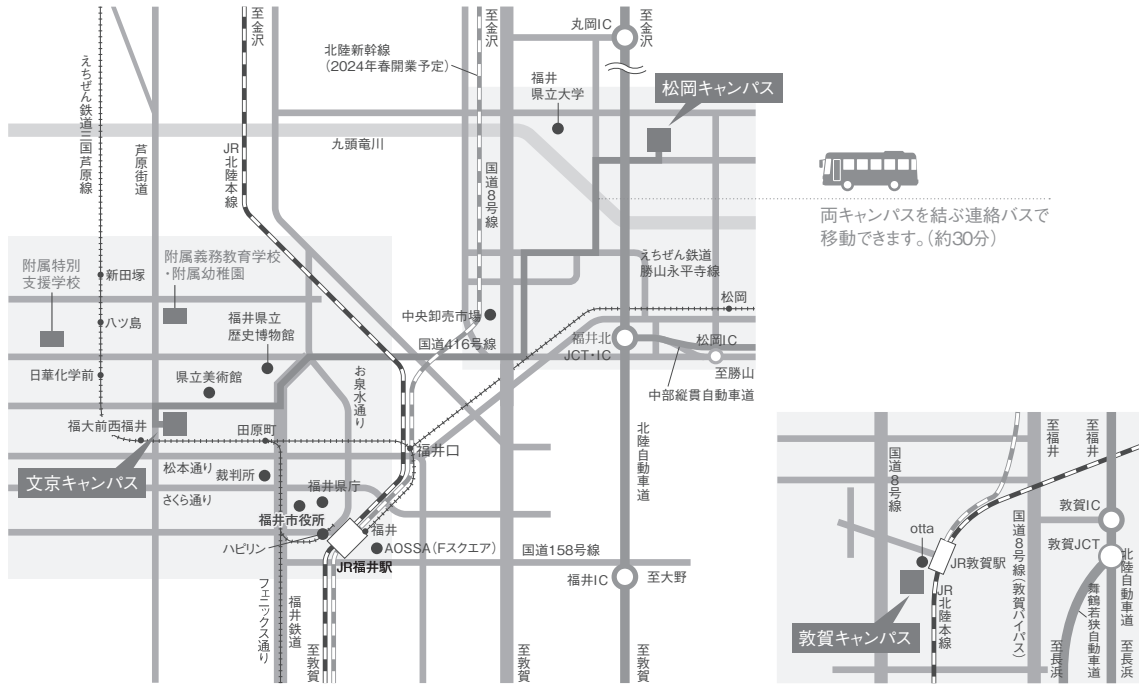 至金沢
至金沢
丸岡IC
至金沢
北陸新幹線
(2024年春開業予定)
福井
県立大学
松岡キャンパス
えちぜん鉄道三国芦原線
芦原街道
JR北陸本線
九頭竜川
国道8号線
両キャンパスを結ぶ連絡バスで
移動できます。(約30分)
附属特別
支援学校
新田塚
附属義務教育学校
・附属幼稚園
えちぜん鉄道
勝山永平寺線
松岡
八ツ島
福井県立
歴史博物館
中央卸売市場
国道416号線
福井北
JCT・IC
松岡IC
至勝山
日華化学前
県立美術館
お泉水通り
中部縦貫自動車道
福大前西福井
田原町
福井口
北陸自動車道
文京キャンパス
松本通り
裁判所
さくら通り
福井県庁
福井市役所
福井
ハピリン
AOSSA(Fスクエア)
国道158号線
JR福井駅
福井IC
至大野
フェニックス通り
福井鉄道
至敦賀
至敦賀
至敦賀
国道8号線
至福井
至福井
敦賀IC
otta
JR敦賀駅
国道8号線(敦賀バイパス)
敦賀JCT
北陸自動車道
敦賀キャンパス
JR北陸本線
舞鶴若狭自動車道
至長浜
至長浜